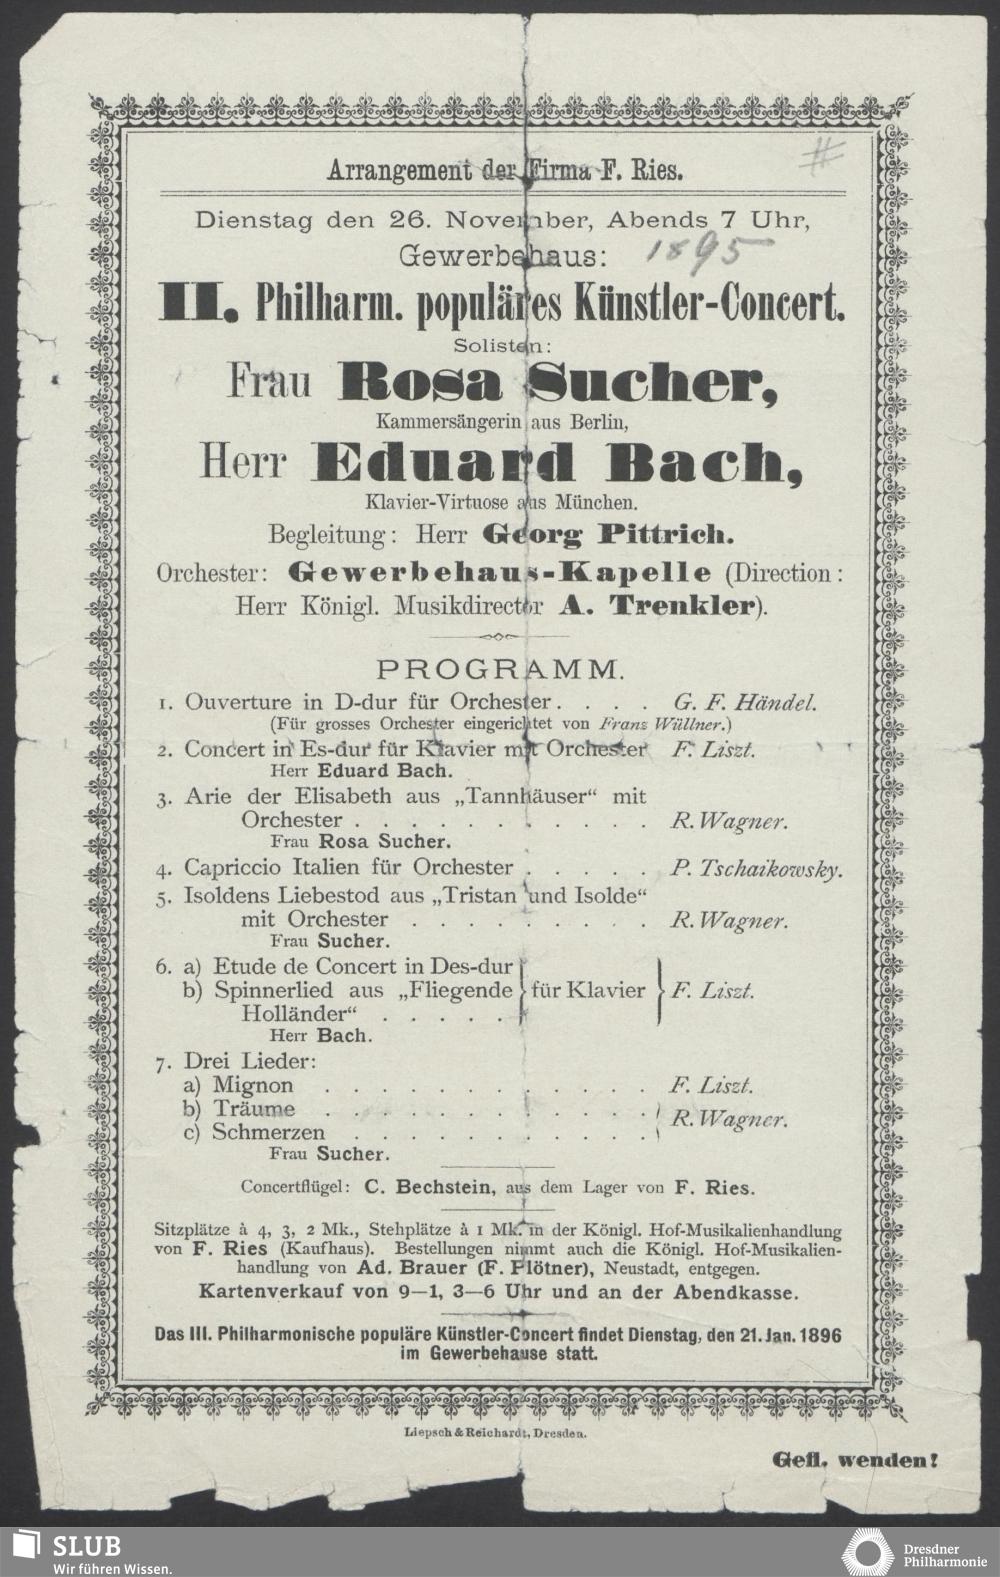 #
Arrangement der Firma F. Ries.
Dienstag den 26. November, Abends 7 Uhr,
Gewerbehaus: 1895
II. Philharm. populäres Künstler-Concert.
Solisten:
Frau Rosa Sucher,
Kammersängerin aus Berlin,
Herr Eduard Bach,
Klavier-Virtuose aus München.
Begleitung: Herr Georg Pittrich.
Orchester: Gewerbehaus-Kapelle (Direction:
Herr Königl. Musikdirector A. Trenkler).
PROGRAMM.
1. Ouverture in D-dur für Orchester . . . . G. F. Händel.
(Für grosses Orchester eingerichtet von Franz Wüllner.)
2. Concert in Es-dur für Klavier mit Orchester F. Liszt.
Herr Eduard Bach.
3. Arie der Elisabeth aus „Tannhäuser“ mit
Orchester . . . . . . . . . . . R. Wagner.
Frau Rosa Sucher.
4. Capriccio Italien für Orchester . . . . . P. Tschaikowsky.
5. Isoldens Liebestod aus „Tristan und Isolde“
mit Orchester . . . . . . . . . R. Wagner.
Frau Sucher.
6. a) Etude de Concert in Des-dur
b) Spinnerlied aus „Fliegende } für Klavier } F. Liszt.
Holländer“ . . . . .
Herr Bach.
7. Drei Lieder:
a) Mignon . . . . . . . . . . . . F. Liszt.
b) Träume . . . . . . . . . . . .
c) Schmerzen . . . . . . . . . . . } R. Wagner.
Frau Sucher.
Concertflügel: C. Bechstein, aus dem Lager von F. Ries.
Sitzplätze à 4, 3, 2 Mk., Stehplätze à 1 Mk. in der Königl. Hof-Musikalienhandlung
von F. Ries (Kaufhaus). Bestellungen nimmt auch die Königl. Hof-Musikalien-
handlung von Ad. Brauer (F. Plötner), Neustadt, entgegen.
Kartenverkauf von 9—1, 3—6 Uhr und an der Abendkasse.
Das III. Philharmonische populäre Künstler-Concert findet Dienstag, den 21. Jan. 1896
im Gewerbehause statt.
Liepsch & Reichardt, Dresden.
Gefl. wenden!
SLUB
Wir führen Wissen.
Dresdner
Philharmonie